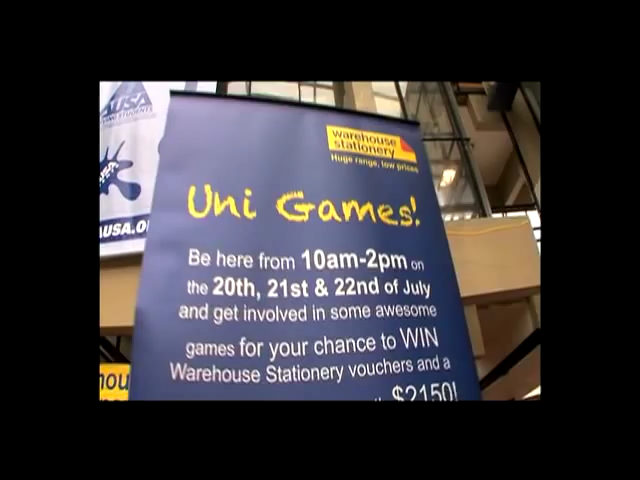 AUSA
warehouse
stationery
Huge range, low prices
Uni Games!
Be here from 10am-2pm on
the 20th, 21st & 22nd of July
and get involved in some awesome
games for your chance to WIN
Warehouse Stationery vouchers and a
$2150!
AUSA.O
hou